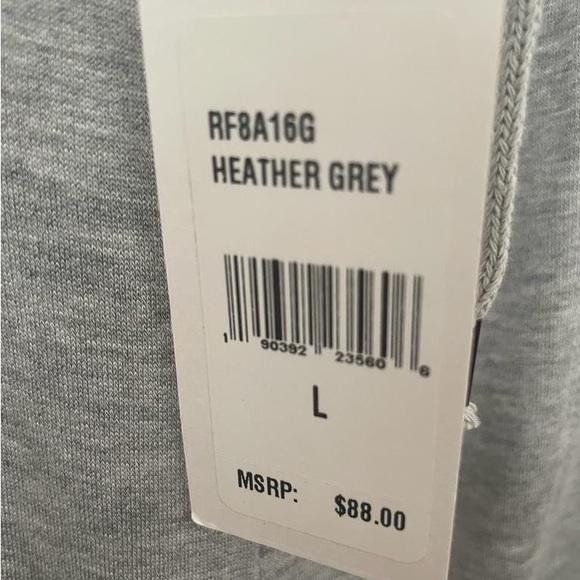 RF8A16G
HEATHER GREY
1 90392 23560 6
L
MSRP: $88.00